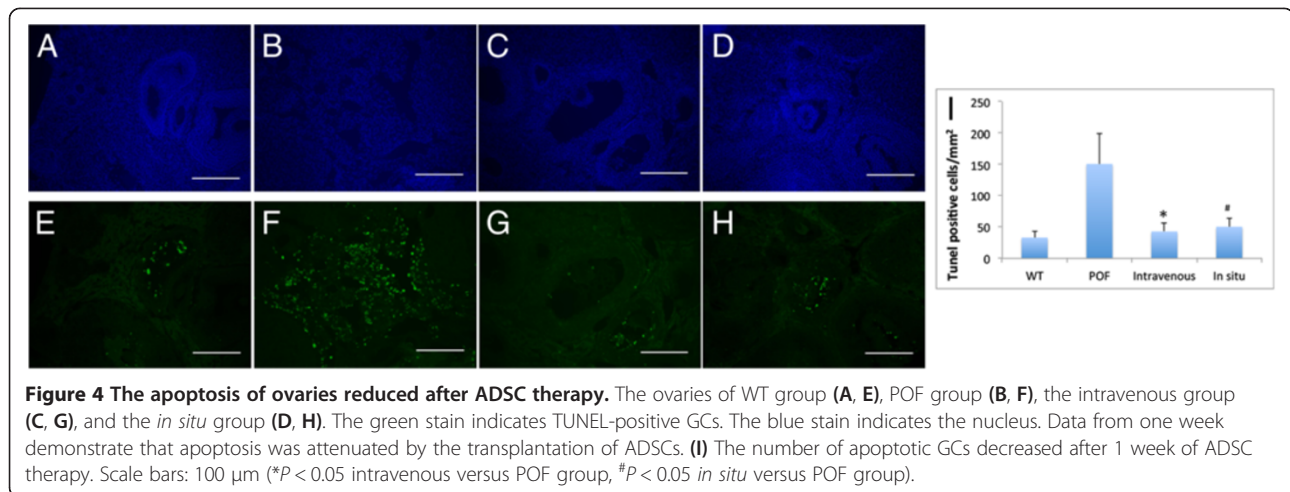 A
B
C
D
E
F
G
H
Tunel positive cells/mm² I
250
200
150
100
50
0
*
#
WT POF Intravenous In situ
Figure 4 The apoptosis of ovaries reduced after ADSC therapy. The ovaries of WT group (A, E), POF group (B, F), the intravenous group
(C, G), and the in situ group (D, H). The green stain indicates TUNEL-positive GCs. The blue stain indicates the nucleus. Data from one week
demonstrate that apoptosis was attenuated by the transplantation of ADSCs. (I) The number of apoptotic GCs decreased after 1 week of ADSC
therapy. Scale bars: 100 μm (*P < 0.05 intravenous versus POF group, #P < 0.05 in situ versus POF group).